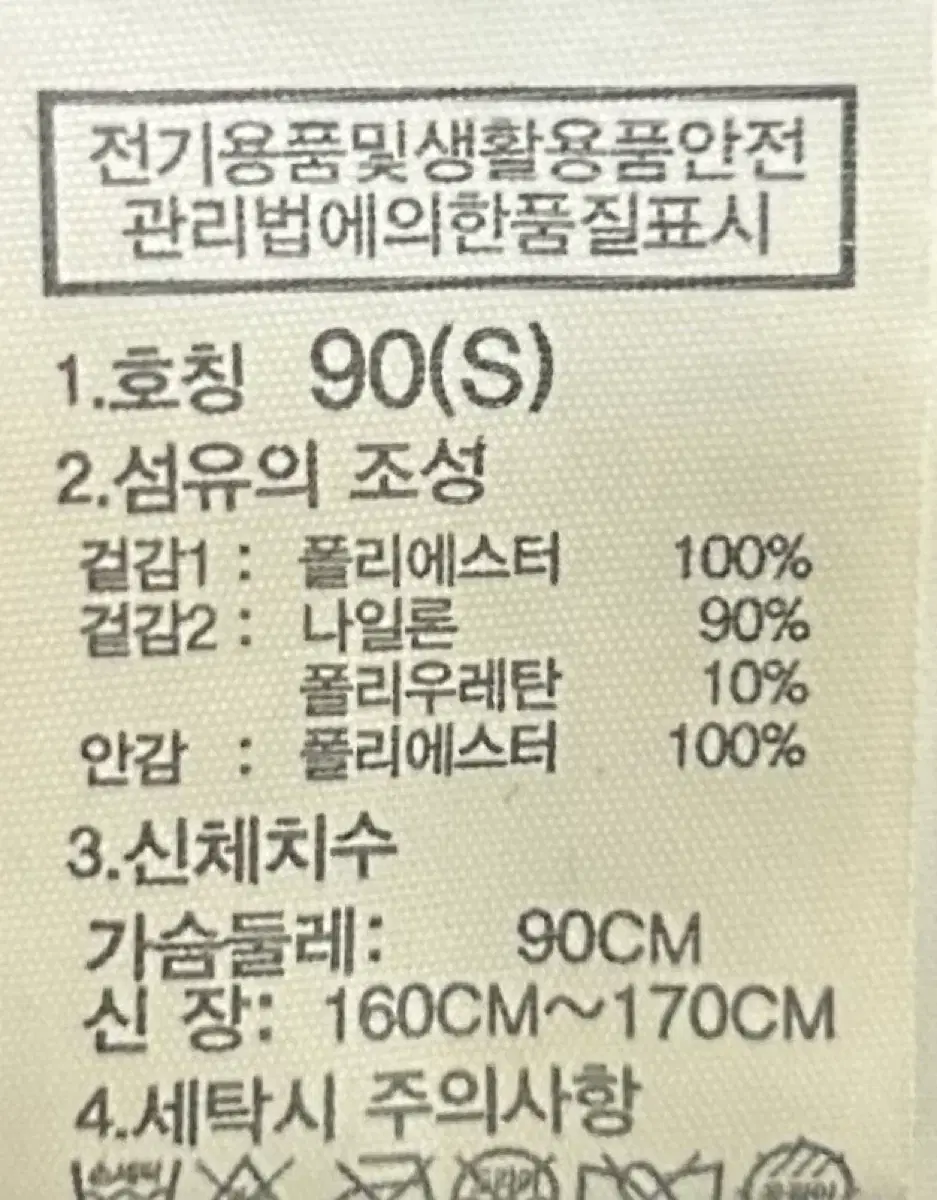 전기용품및생활용품안전
관리법에의한품질표시
1.호칭 90(S)
2.섬유의 조성
겉감1 : 폴리에스터 100%
겉감2 : 나일론 90%
폴리우레탄 10%
안감 : 폴리에스터 100%
3.신체치수
가슴둘레: 90CM
신 장: 160CM~170CM
4.세탁시 주의사항